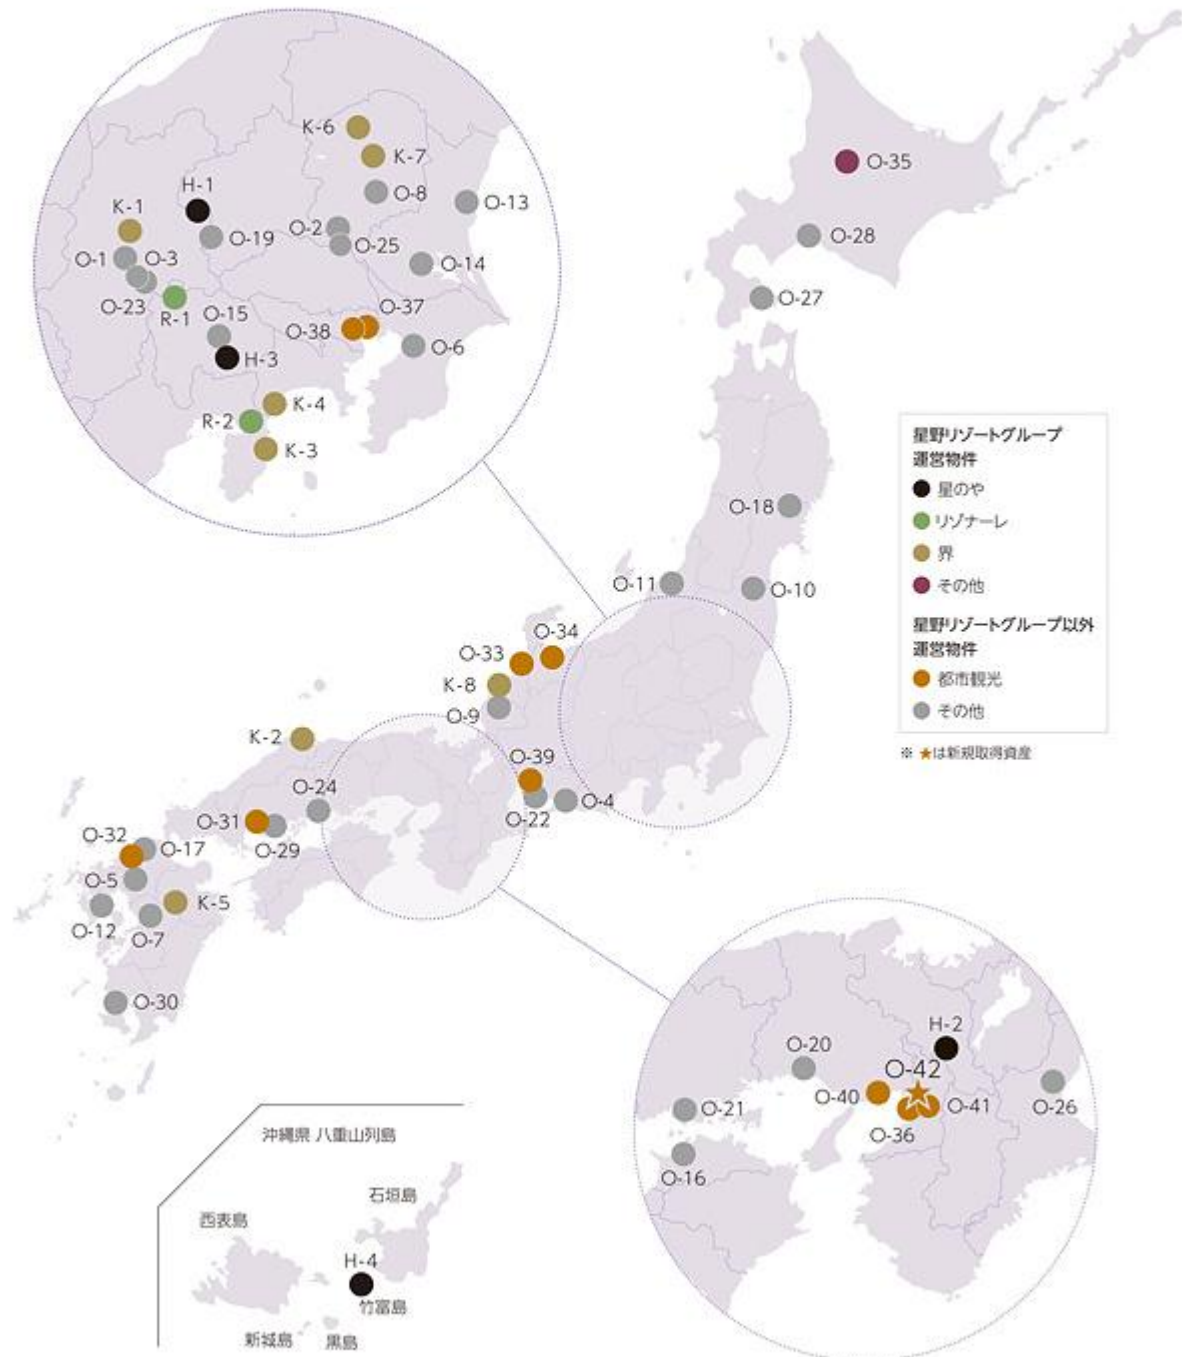 K-6
K-7
H-1
O-8
O-13
K-1
O-2
O-19
O-25
O-1
O-3
O-14
O-23
R-1
O-15
O-37
O-38
O-6
H-3
K-4
R-2
K-3
O-35
O-28
O-27
O-18
O-11
O-10
O-34
O-33
K-8
O-9
K-2
O-39
O-24
O-4
O-22
O-31
O-29
O-32
O-17
O-5
K-5
O-12
O-7
O-30
星野リゾートグループ
運営物件
星のや
リゾナーレ
界
その他
星野リゾートグループ以外
運営物件
都市観光
その他
※ ★は新規取得資産
H-2
O-20
O-42
O-40
O-41
O-26
O-21
O-36
O-16
沖縄県 八重山列島
石垣島
西表島
H-4
竹富島
新城島
黒島